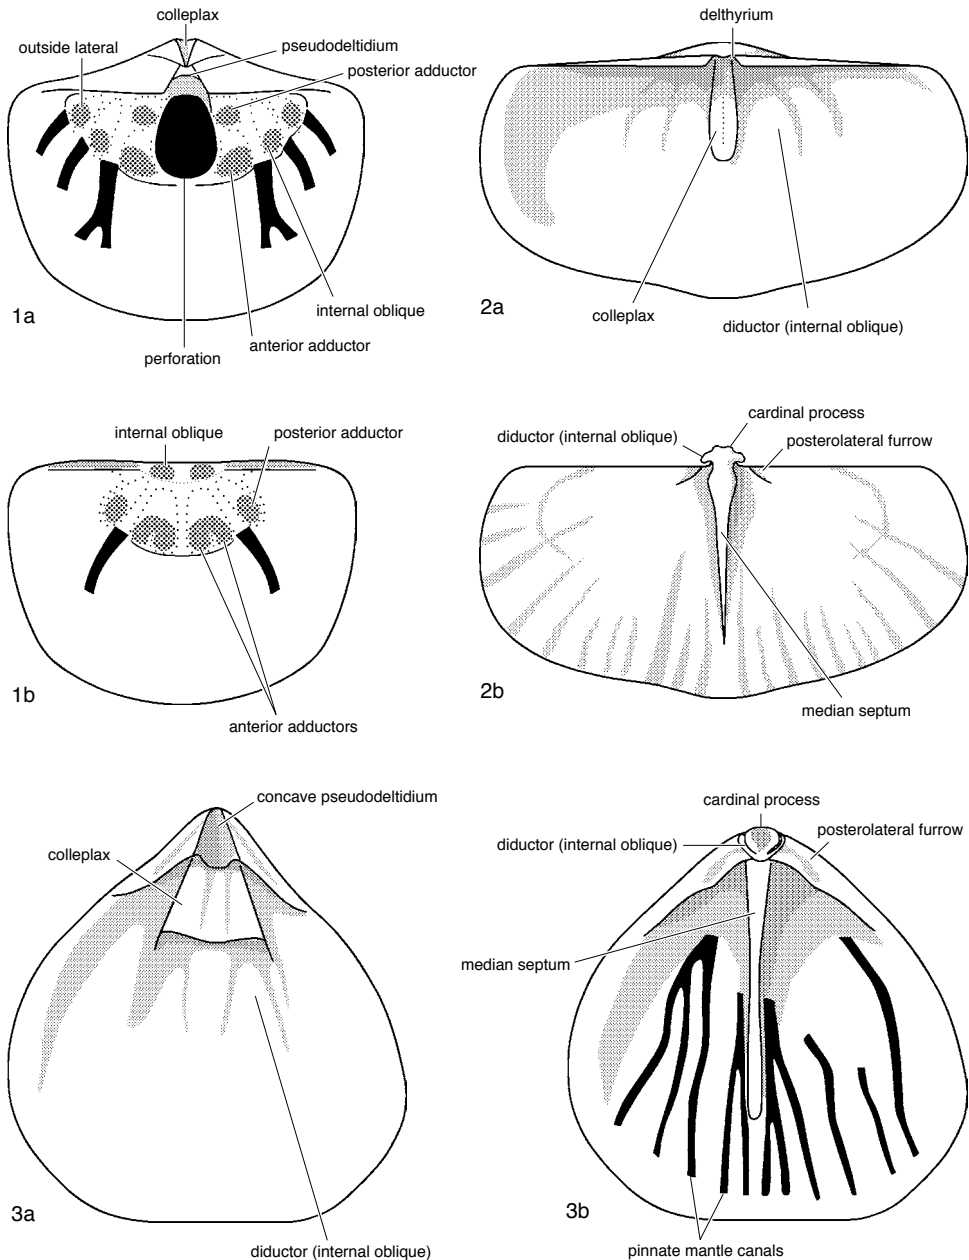 colleplax
outside lateral
pseudodeltidium
posterior adductor
1a
internal oblique
anterior adductor
perforation
delthyrium
2a
colleplax
diductor (internal oblique)
internal oblique
posterior adductor
1b
anterior adductors
cardinal process
diductor (internal oblique)
posterolateral furrow
2b
median septum
concave pseudodeltidium
colleplax
3a
diductor (internal oblique)
cardinal process
diductor (internal oblique)
posterolateral furrow
median septum
3b
pinnate mantle canals